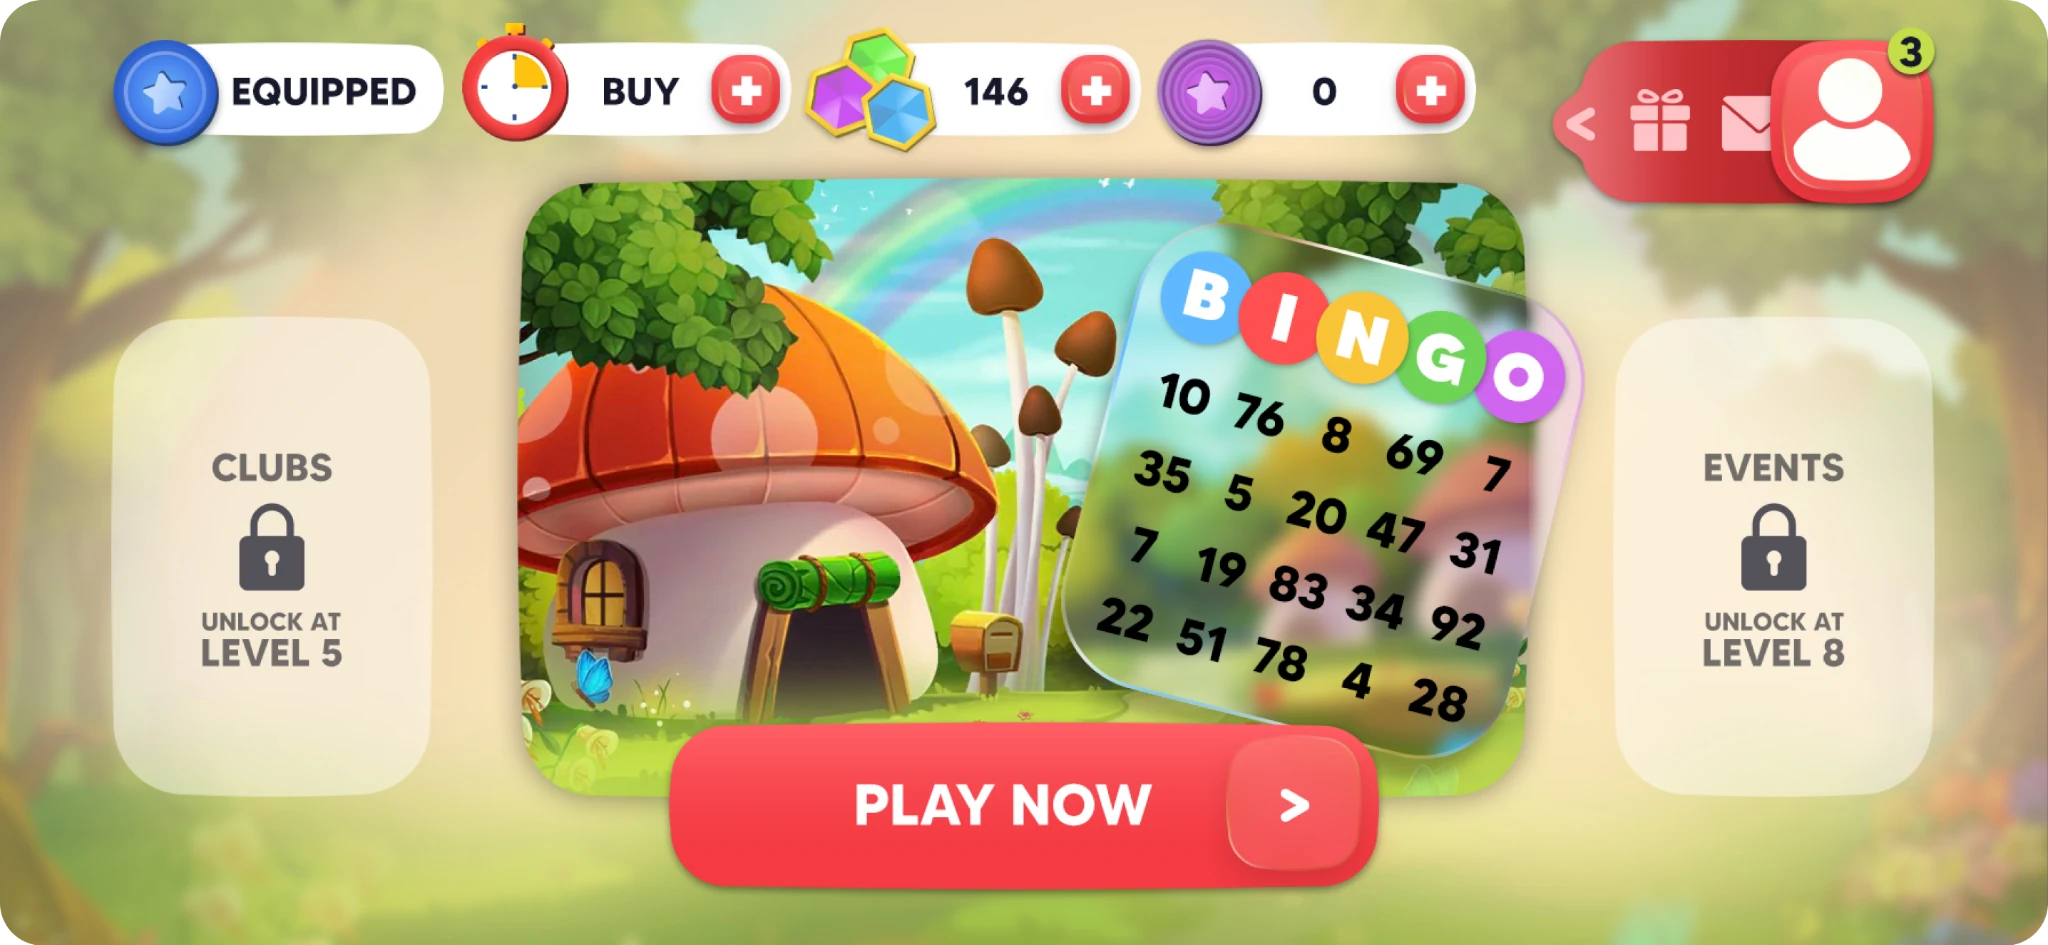 EQUIPPED
BUY
146
0
3
BINGO
10 76 8 69 7
35 5 20 47 31
7 19 83 34 92
22 51 78 4 28
CLUBS
UNLOCK AT
LEVEL 5
EVENTS
UNLOCK AT
LEVEL 8
PLAY NOW